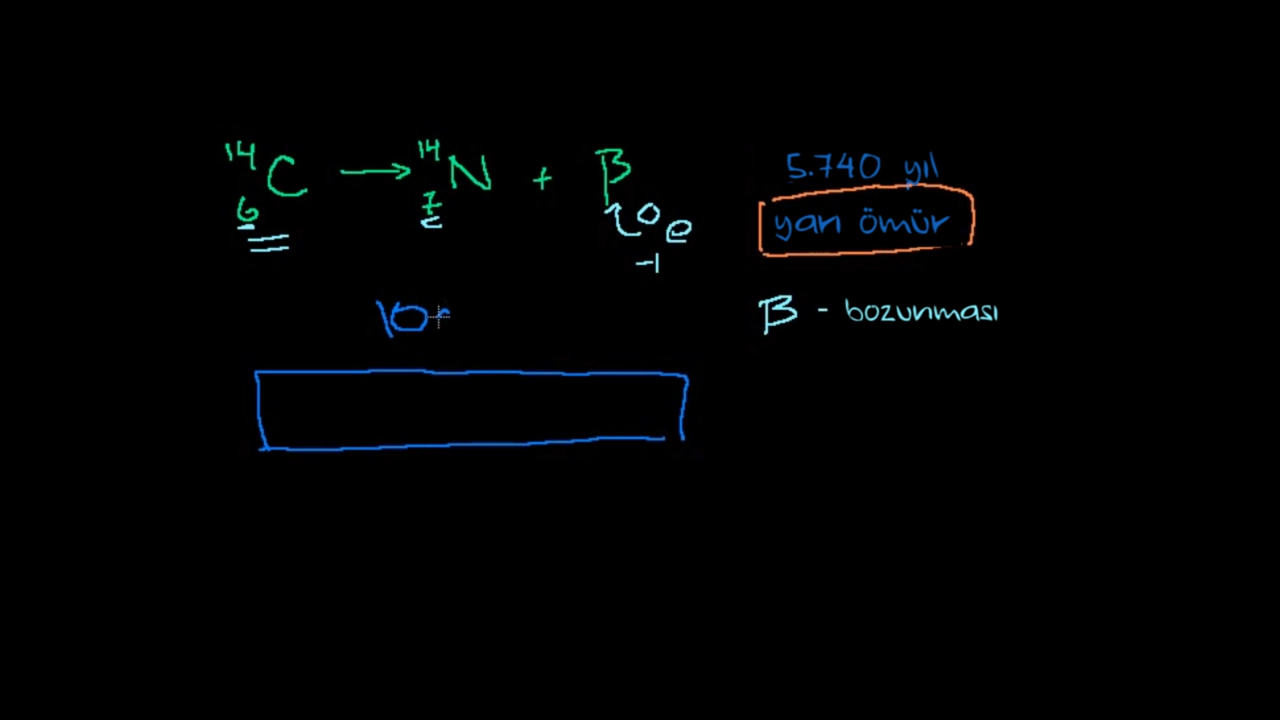 ¹⁴₆C → ¹⁴₇N + β ⁰₋₁e
5.740 yıl
yarı ömür
10
β - bozunması